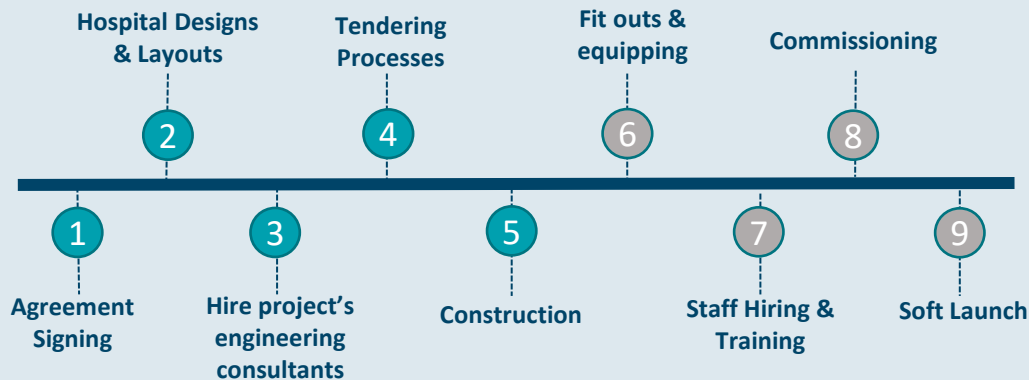 1
Agreement
Signing
Hospital Designs
& Layouts
2
3
Hire project’s
engineering
consultants
Tendering
Processes
4
5
Construction
Fit outs &
equipping
6
7
Staff Hiring &
Training
Commissioning
8
9
Soft Launch